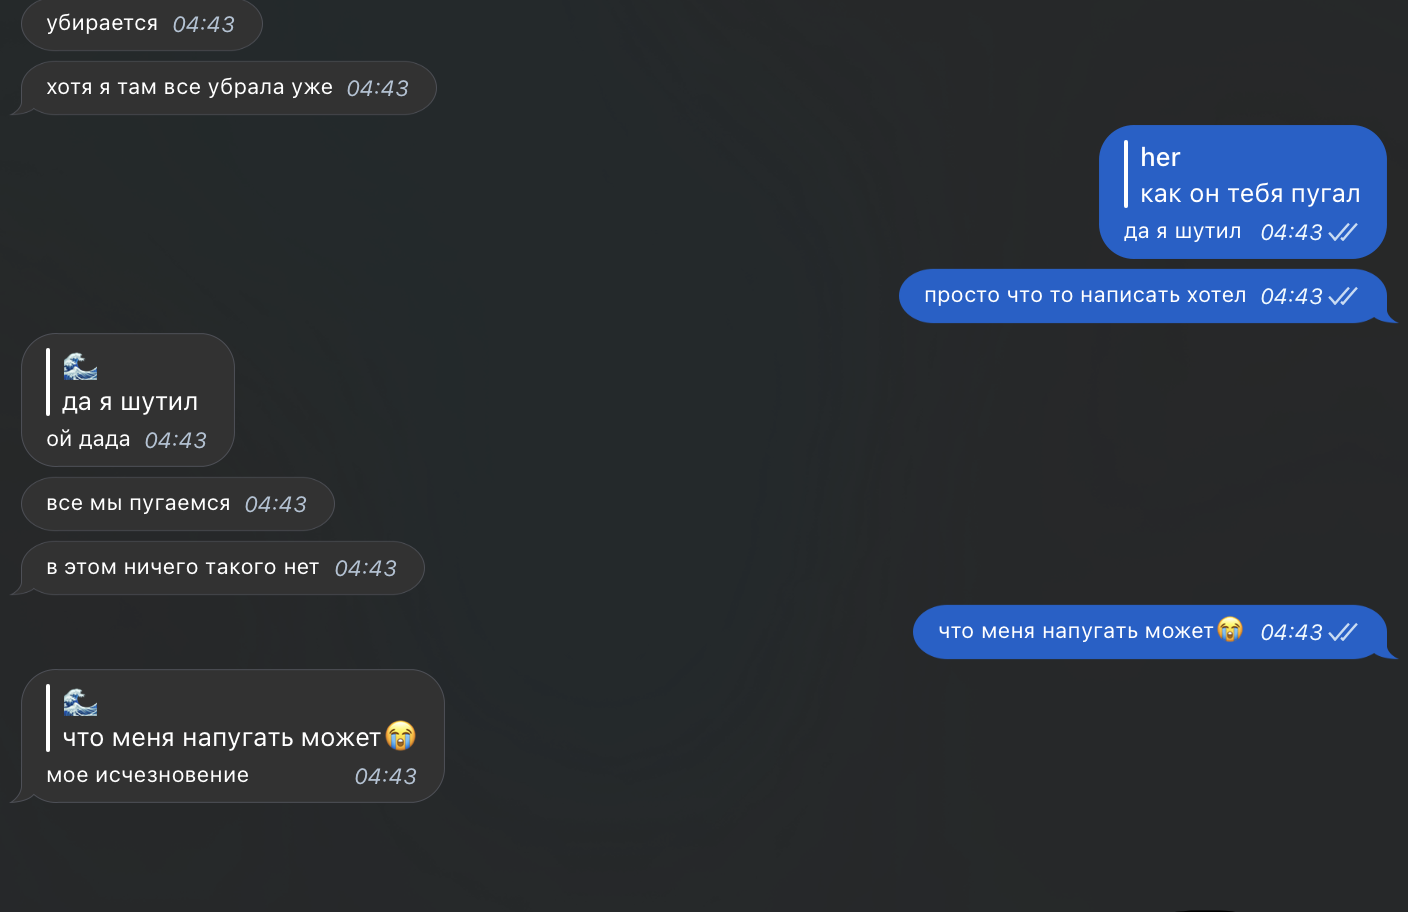 убирается 04:43
хотя я там все убрала уже 04:43
her
как он тебя пугал
да я шутил 04:43
просто что то написать хотел 04:43
🌊
да я шутил
ой дада 04:43
все мы пугаемся 04:43
в этом ничего такого нет 04:43
что меня напугать может😭 04:43
🌊
что меня напугать может😭
мое исчезновение 04:43